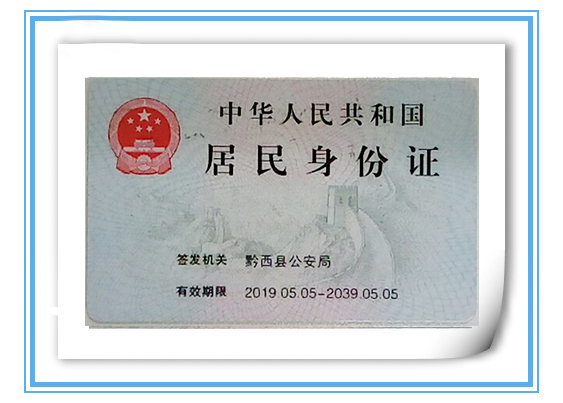 中华人民共和国
居民身份证
签发机关 黔西县公安局
有效期限 2019.05.05-2039.05.05